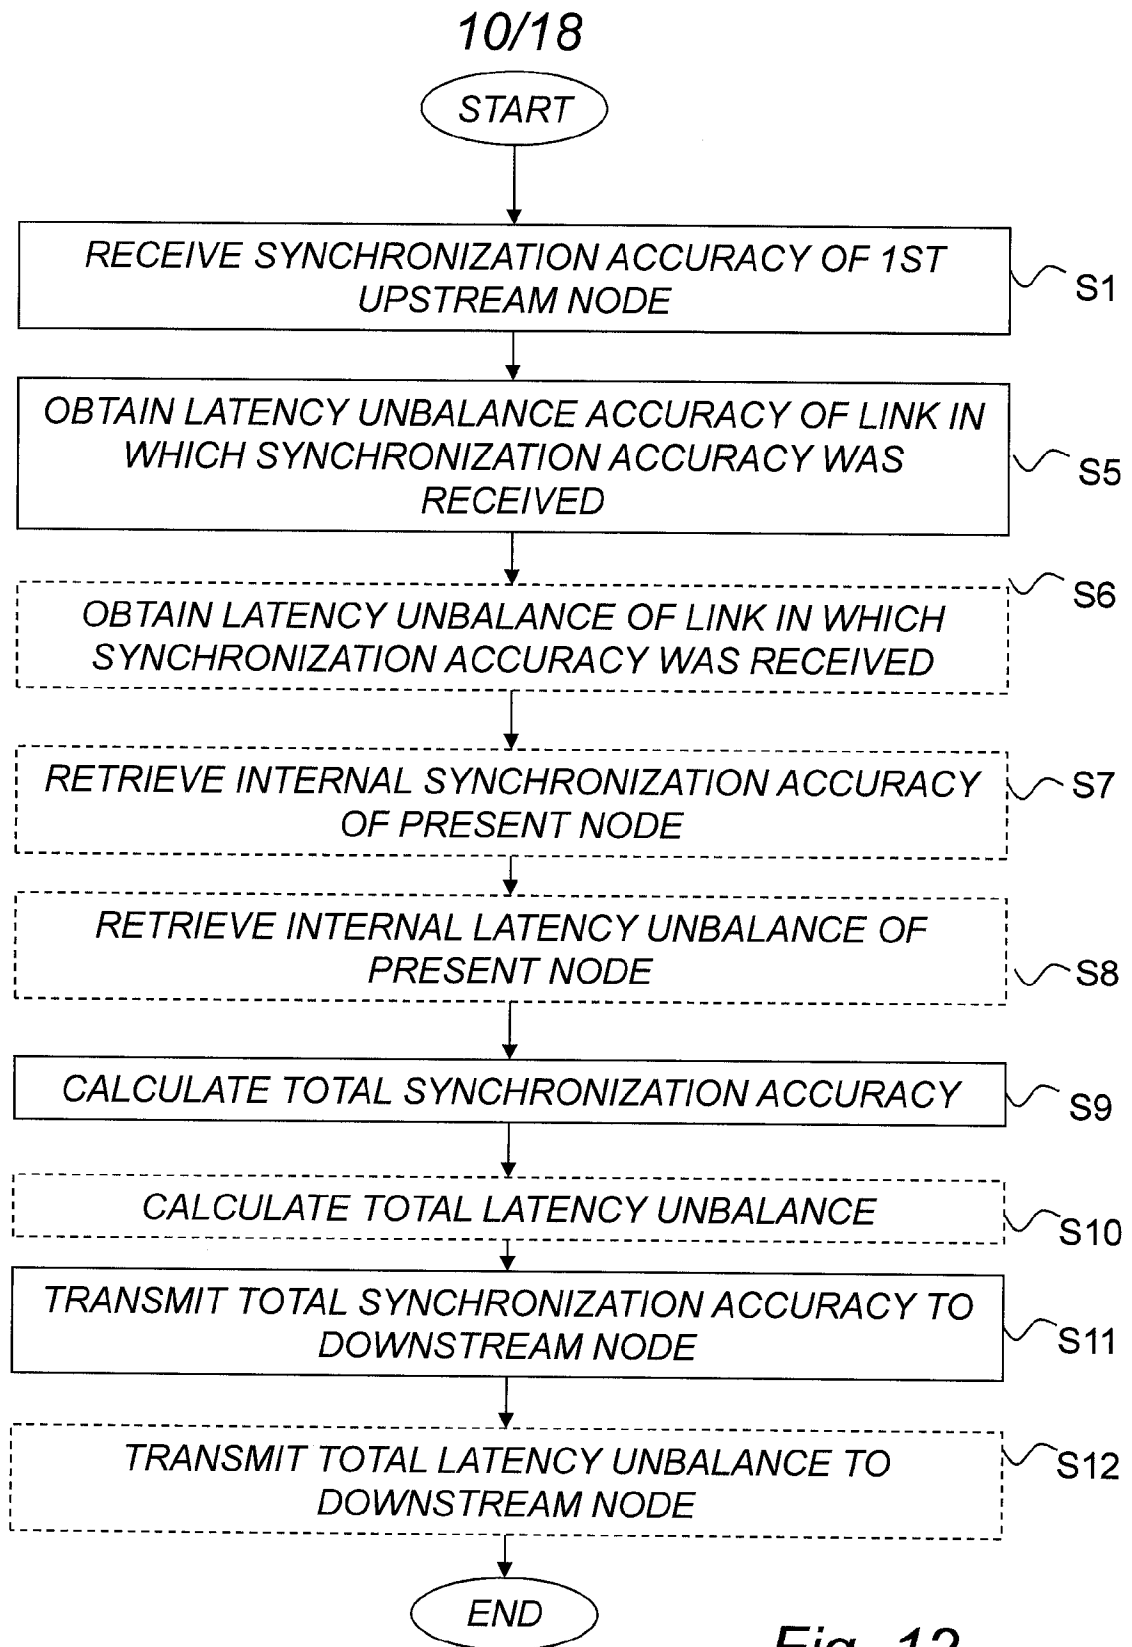 10/18
START
RECEIVE SYNCHRONIZATION ACCURACY OF 1ST
UPSTREAM NODE
S1
OBTAIN LATENCY UNBALANCE ACCURACY OF LINK IN
WHICH SYNCHRONIZATION ACCURACY WAS
RECEIVED
S5
OBTAIN LATENCY UNBALANCE OF LINK IN WHICH
SYNCHRONIZATION ACCURACY WAS RECEIVED
S6
RETRIEVE INTERNAL SYNCHRONIZATION ACCURACY
OF PRESENT NODE
S7
RETRIEVE INTERNAL LATENCY UNBALANCE OF
PRESENT NODE
S8
CALCULATE TOTAL SYNCHRONIZATION ACCURACY
S9
CALCULATE TOTAL LATENCY UNBALANCE
S10
TRANSMIT TOTAL SYNCHRONIZATION ACCURACY TO
DOWNSTREAM NODE
S11
TRANSMIT TOTAL LATENCY UNBALANCE TO
DOWNSTREAM NODE
S12
END
Fig. 12